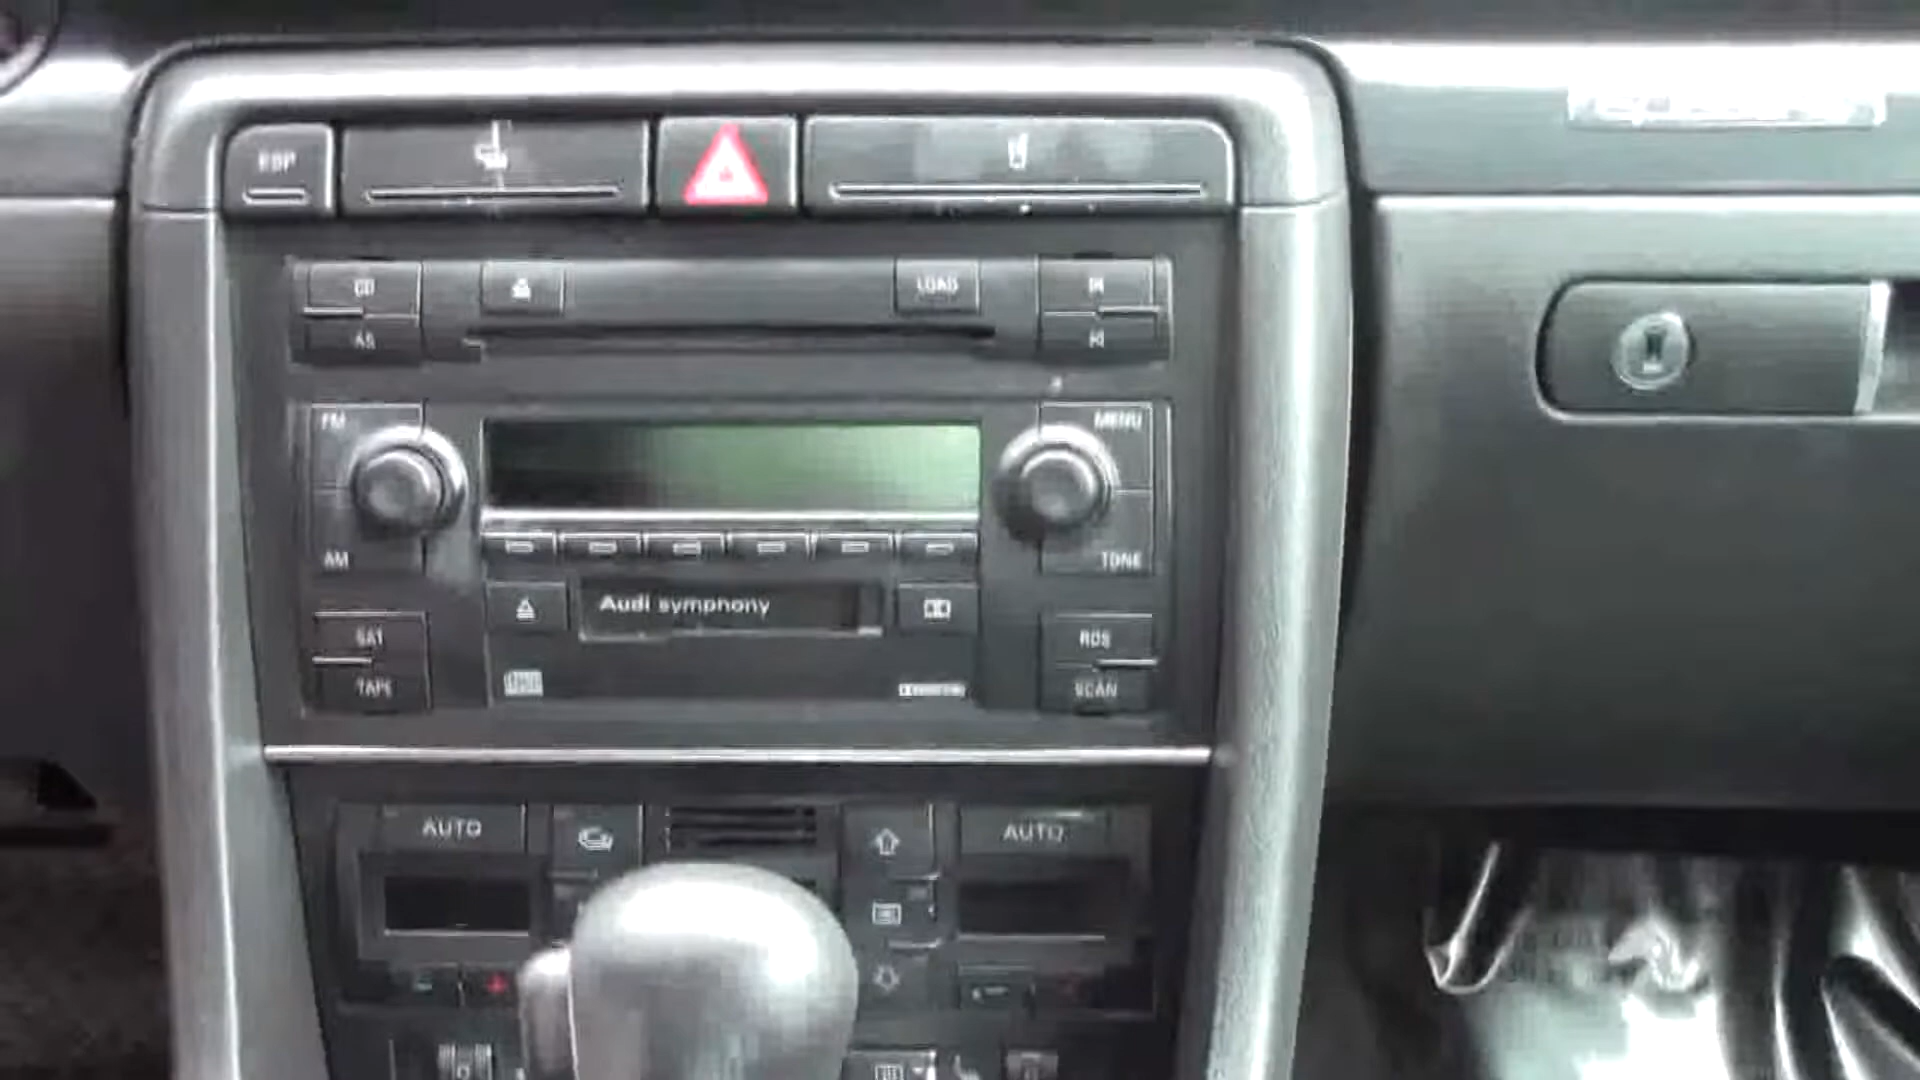 ESP
CD
LOAD
AS
FM
MENU
AM
TONE
Audi symphony
SAT
RDS
TAPE
SCAN
AUTO
AUTO